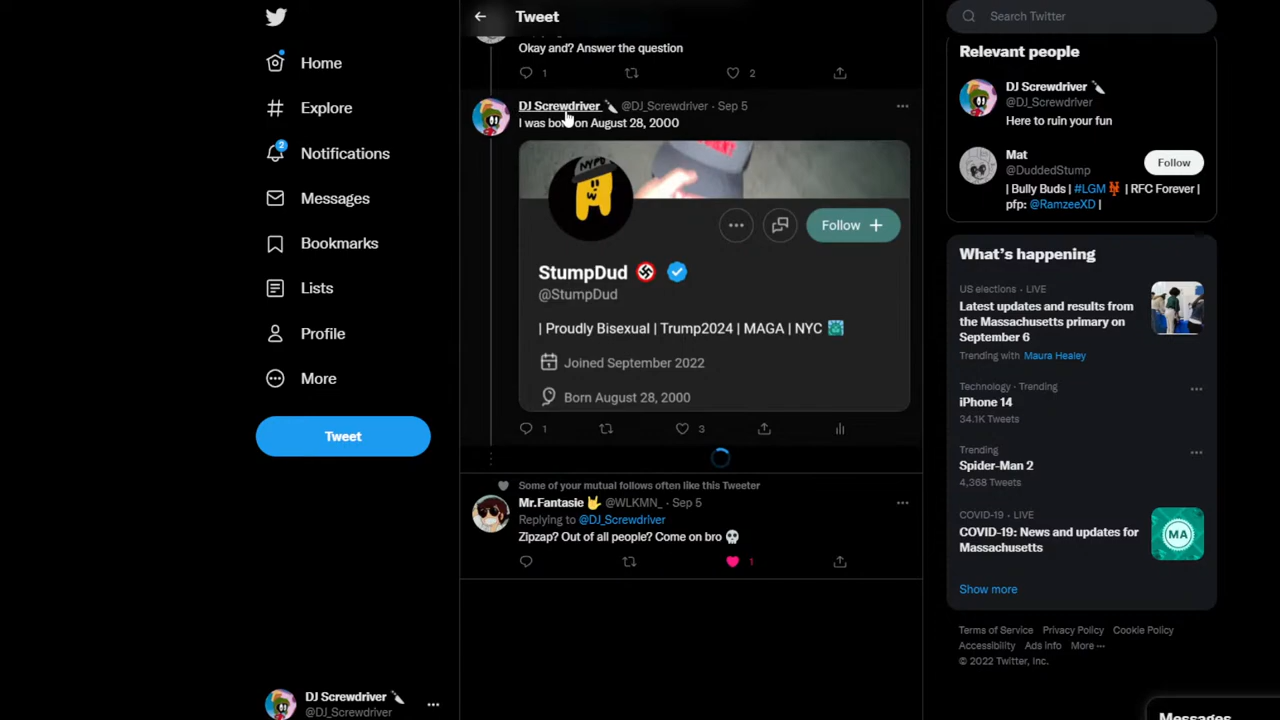 Home
Explore
2
Notifications
Messages
Bookmarks
Lists
Profile
More
Tweet
DJ Screwdriver
@DJ_Screwdriver
Tweet
Okay and? Answer the question
1
2
DJ Screwdriver @DJ_Screwdriver · Sep 5
I was on August 28, 2000
NYPD
Follow +
StumpDud
@StumpDud
| Proudly Bisexual | Trump2024 | MAGA | NYC
Joined September 2022
Born August 28, 2000
1
3
Some of your mutual follows often like this Tweeter
Mr.Fantasie @WLKMN_ · Sep 5
Replying to @DJ_Screwdriver
Zipzap? Out of all people? Come on bro
1
Search Twitter
Relevant people
DJ Screwdriver
@DJ_Screwdriver
Here to ruin your fun
Mat
@DuddedStump
Follow
| Bully Buds | #LGM | RFC Forever |
pfp: @RamzeeXD |
What's happening
US elections · LIVE
Latest updates and results from
the Massachusetts primary on
September 6
Trending with Maura Healey
Technology · Trending
iPhone 14
34.1K Tweets
Trending
Spider-Man 2
4,368 Tweets
COVID-19 · LIVE
COVID-19: News and updates for
Massachusetts
MA
Show more
Terms of Service Privacy Policy Cookie Policy
Accessibility Ads info More ···
© 2022 Twitter, Inc.
Messages